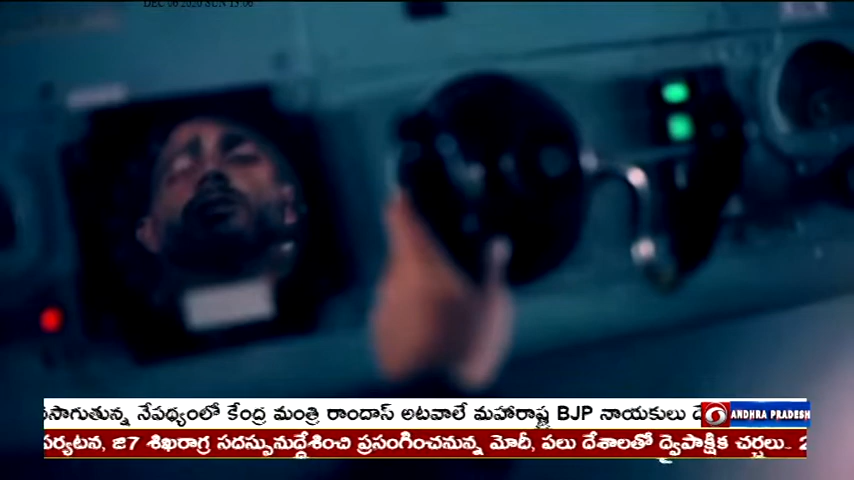 DEC 06 2020 SUN 15:06
నేపథ్యంలో కేంద్ర మంత్రి రాందాస్ అటవాలే మహారాష్ట్ర BJP నాయకులు
ANDHRA PRADESH
పర్యటన, జి7 శిఖరాగ్ర సదస్సునుద్దేశించి ప్రసంగించనున్న మోదీ, పలు దేశాలతో ద్వైపాక్షిక చర్చలు..